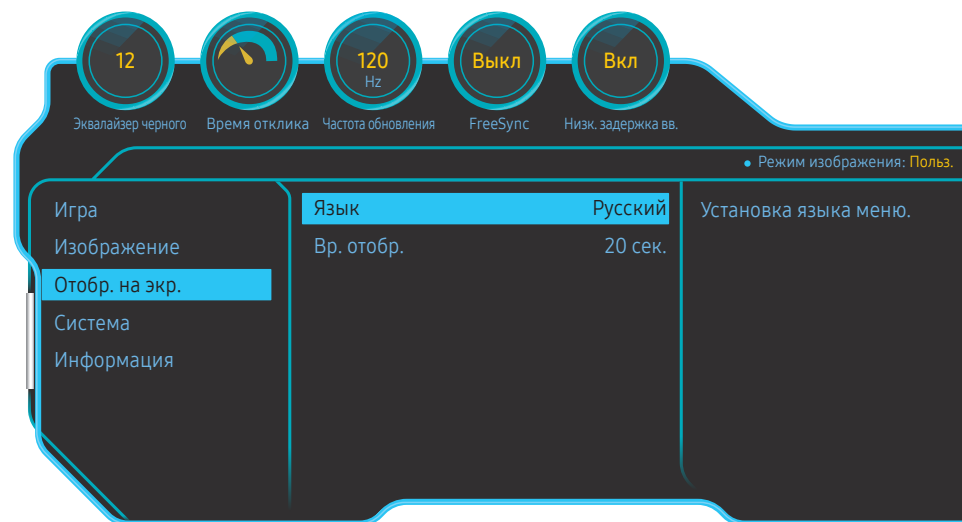 12
120
Hz
Выкл
Вкл
Эквалайзер черного
Время отклика
Частота обновления
FreeSync
Низк. задержка вв.
• Режим изображения: Польз.
Игра
Изображение
Отобр. на экр.
Система
Информация
Язык Русский
Вр. отобр. 20 сек.
Установка языка меню.